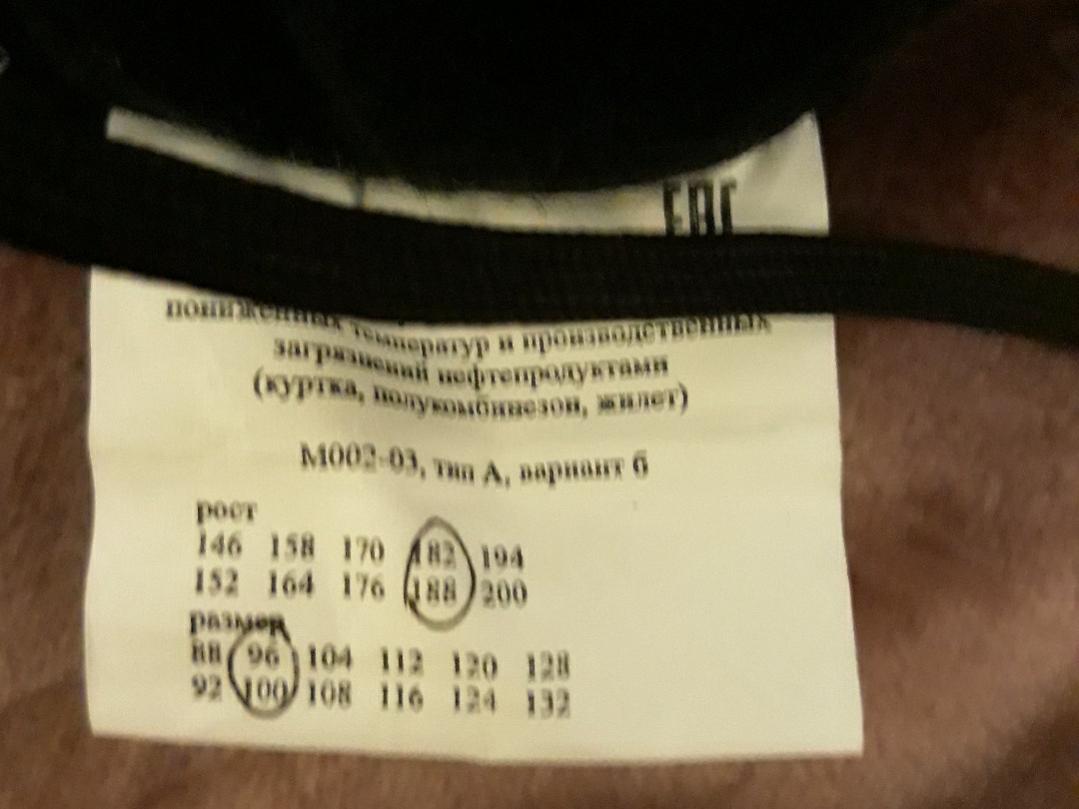 EAC
пониженных температур и производственных
загрязнений нефтепродуктами
(куртка, полукомбинезон, жилет)
М002-03, тип А, вариант б
рост
146 158 170 182 194
152 164 176 188 200
размер
88 96 104 112 120 128
92 100 108 116 124 132